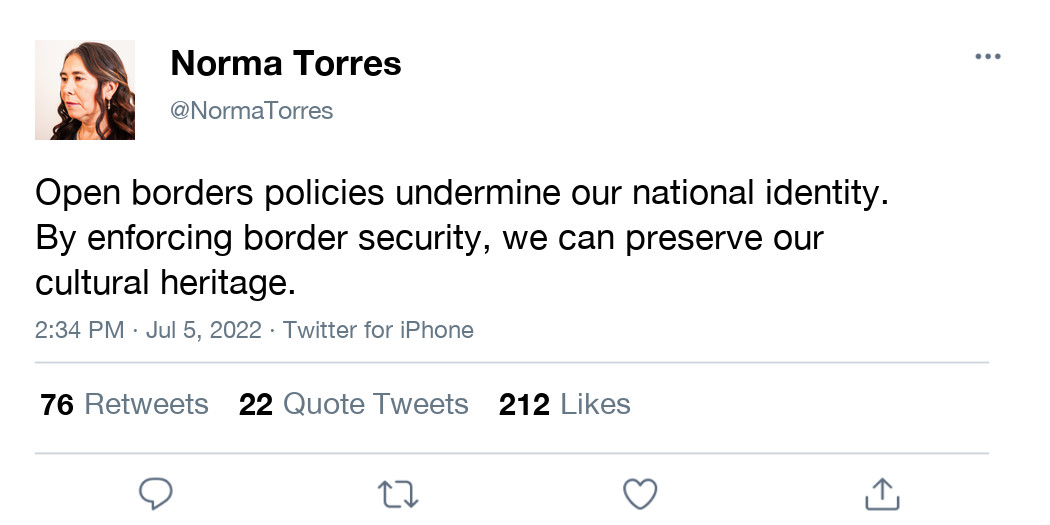 Norma Torres
@NormaTorres
Open borders policies undermine our national identity.
By enforcing border security, we can preserve our
cultural heritage.
2:34 PM · Jul 5, 2022 · Twitter for iPhone
76 Retweets 22 Quote Tweets 212 Likes